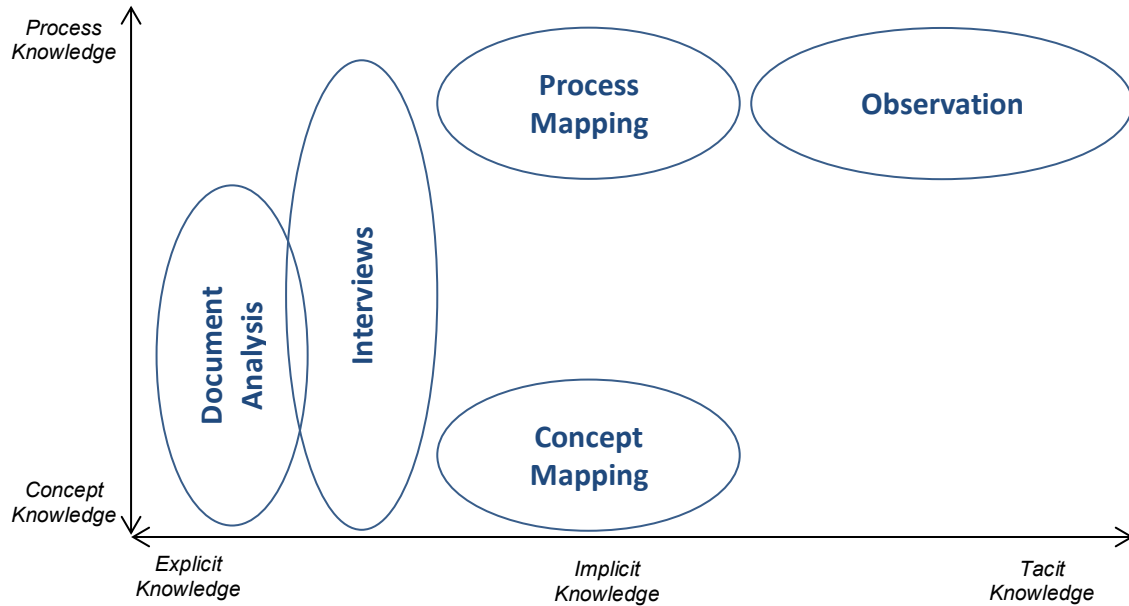 Process
Knowledge
Process
Mapping
Observation
Document
Analysis
Interviews
Concept
Mapping
Concept
Knowledge
Explicit
Knowledge
Implicit
Knowledge
Tacit
Knowledge